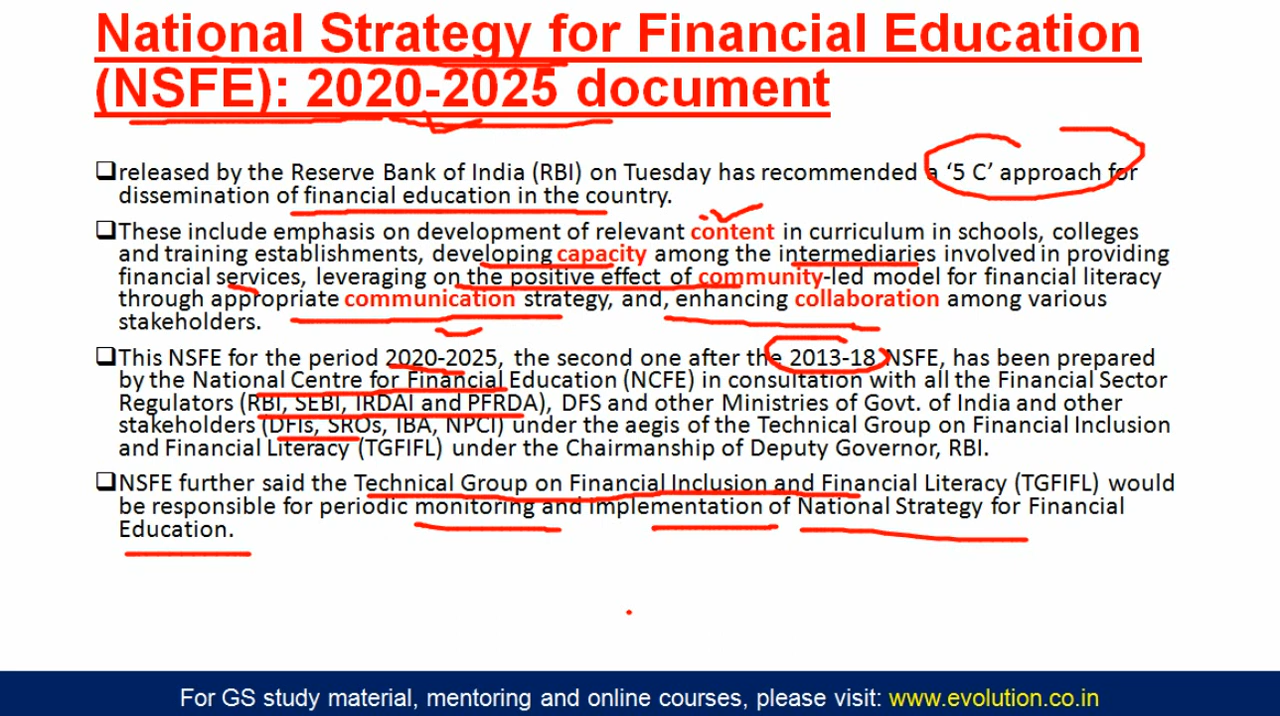 National Strategy for Financial Education
(NSFE): 2020-2025 document
❑released by the Reserve Bank of India (RBI) on Tuesday has recommended a ‘5 C’ approach for
dissemination of financial education in the country.
❑These include emphasis on development of relevant content in curriculum in schools, colleges
and training establishments, developing capacity among the intermediaries involved in providing
financial services, leveraging on the positive effect of community-led model for financial literacy
through appropriate communication strategy, and, enhancing collaboration among various
stakeholders.
❑This NSFE for the period 2020-2025, the second one after the 2013-18 NSFE, has been prepared
by the National Centre for Financial Education (NCFE) in consultation with all the Financial Sector
Regulators (RBI, SEBI, IRDAI and PFRDA), DFS and other Ministries of Govt. of India and other
stakeholders (DFIs, SROs, IBA, NPCI) under the aegis of the Technical Group on Financial Inclusion
and Financial Literacy (TGFIFL) under the Chairmanship of Deputy Governor, RBI.
❑NSFE further said the Technical Group on Financial Inclusion and Financial Literacy (TGFIFL) would
be responsible for periodic monitoring and implementation of National Strategy for Financial
Education.
For GS study material, mentoring and online courses, please visit: www.evolution.co.in